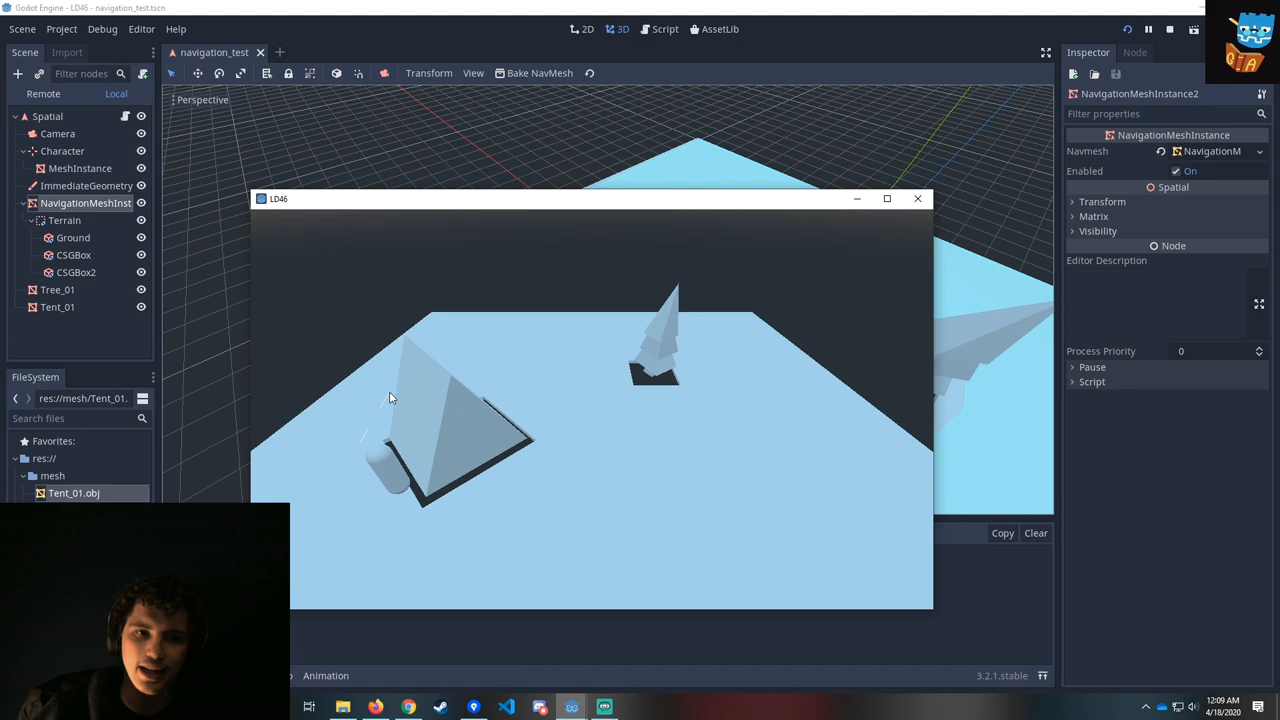 Godot Engine - LD46 - navigation_test.tscn
Scene Project Debug Editor Help
2D 3D Script AssetLib
Scene Import
navigation_test
Inspector Node
Filter nodes
Transform View Bake NavMesh
Remote Local
NavigationMeshInstance2
Perspective
Filter properties
Spatial
Camera
Character
MeshInstance
ImmediateGeometry
NavigationMeshInst
Terrain
Ground
CSGBox
CSGBox2
Tree_01
Tent_01
NavigationMeshInstance
Navmesh NavigationM
Enabled On
Spatial
Transform
Matrix
Visibility
Node
Editor Description
Process Priority 0
Pause
Script
LD46
FileSystem
res://mesh/Tent_01.
Search files
Favorites:
res://
mesh
Tent_01.obj
Copy Clear
Animation
3.2.1.stable
Q A
12:09 AM
4/18/2020